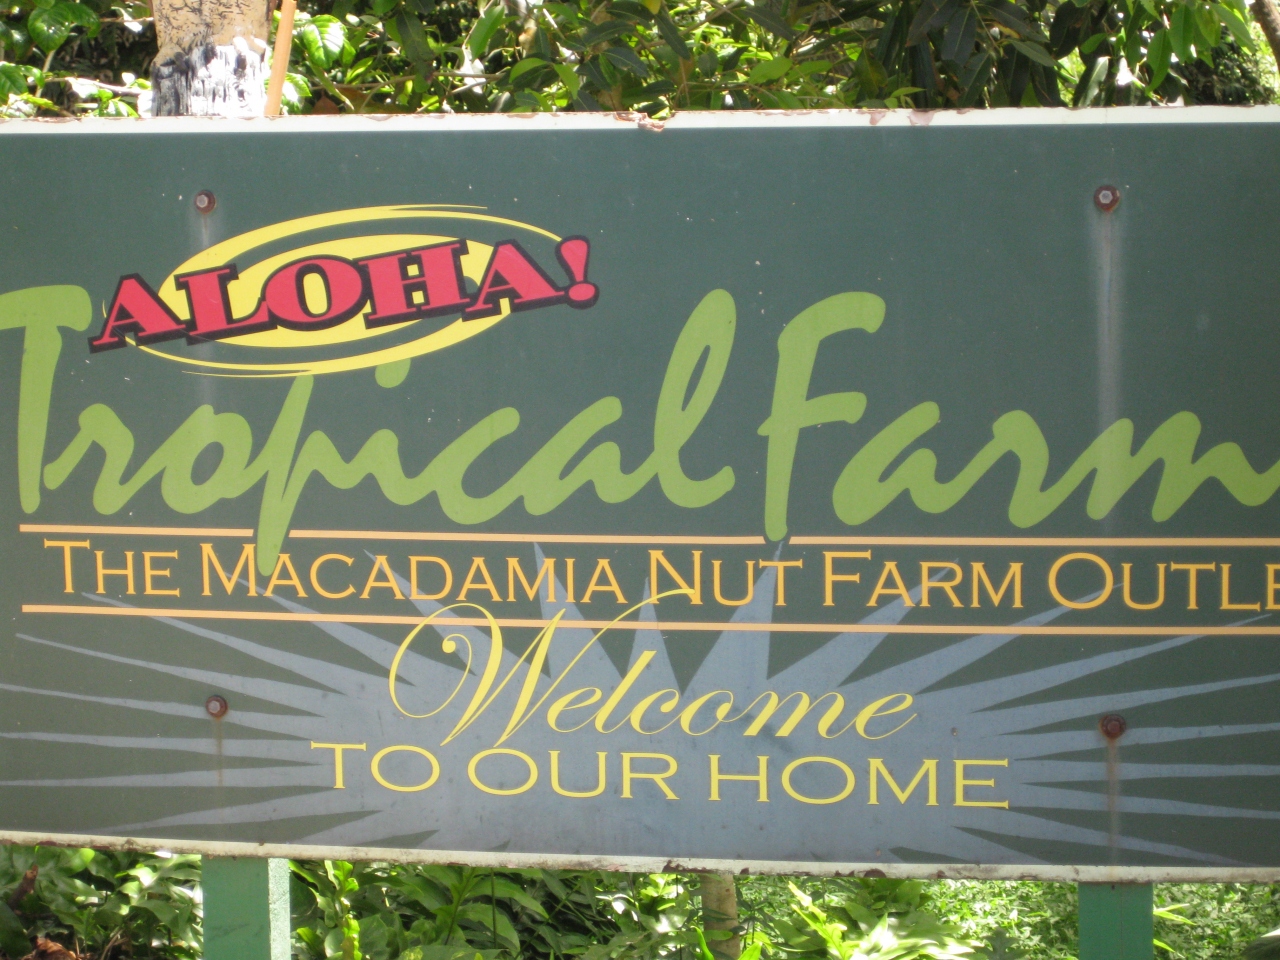 ALOHA!
Tropical Farm
THE MACADAMIA NUT FARM OUTLE
Welcome
TO OUR HOME